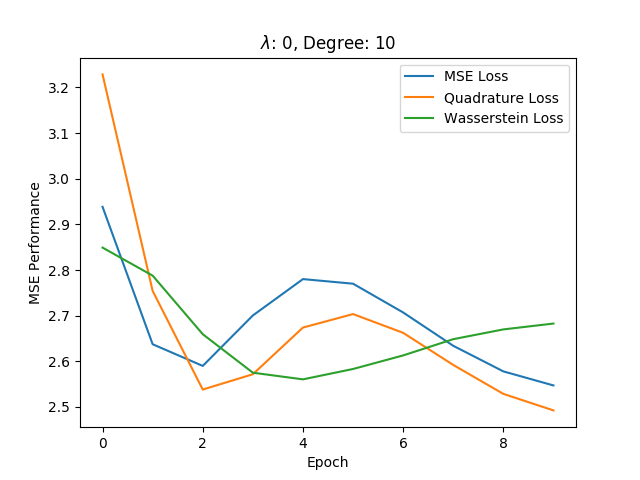 λ: 0, Degree: 10
MSE Loss
Quadrature Loss
Wasserstein Loss
MSE Performance
3.2
3.1
3.0
2.9
2.8
2.7
2.6
2.5
0 2 4 6 8
Epoch